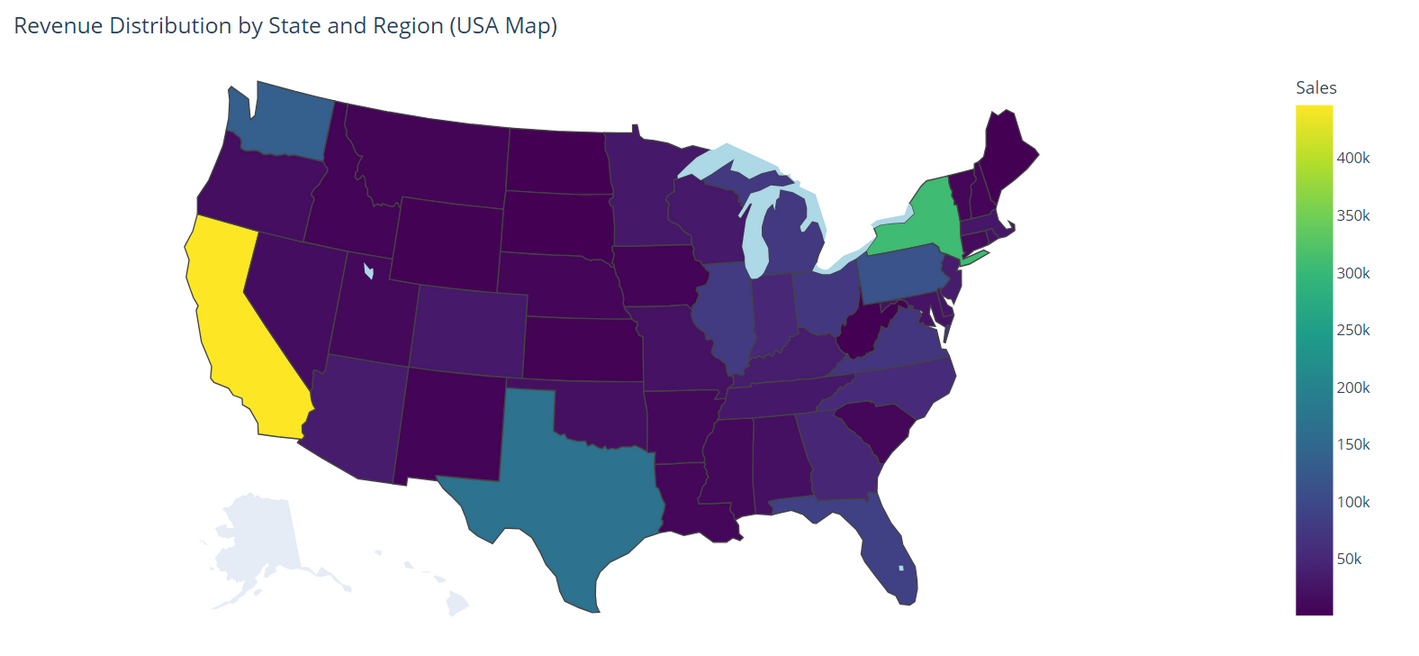 Revenue Distribution by State and Region (USA Map)
Sales
400k
350k
300k
250k
200k
150k
100k
50k